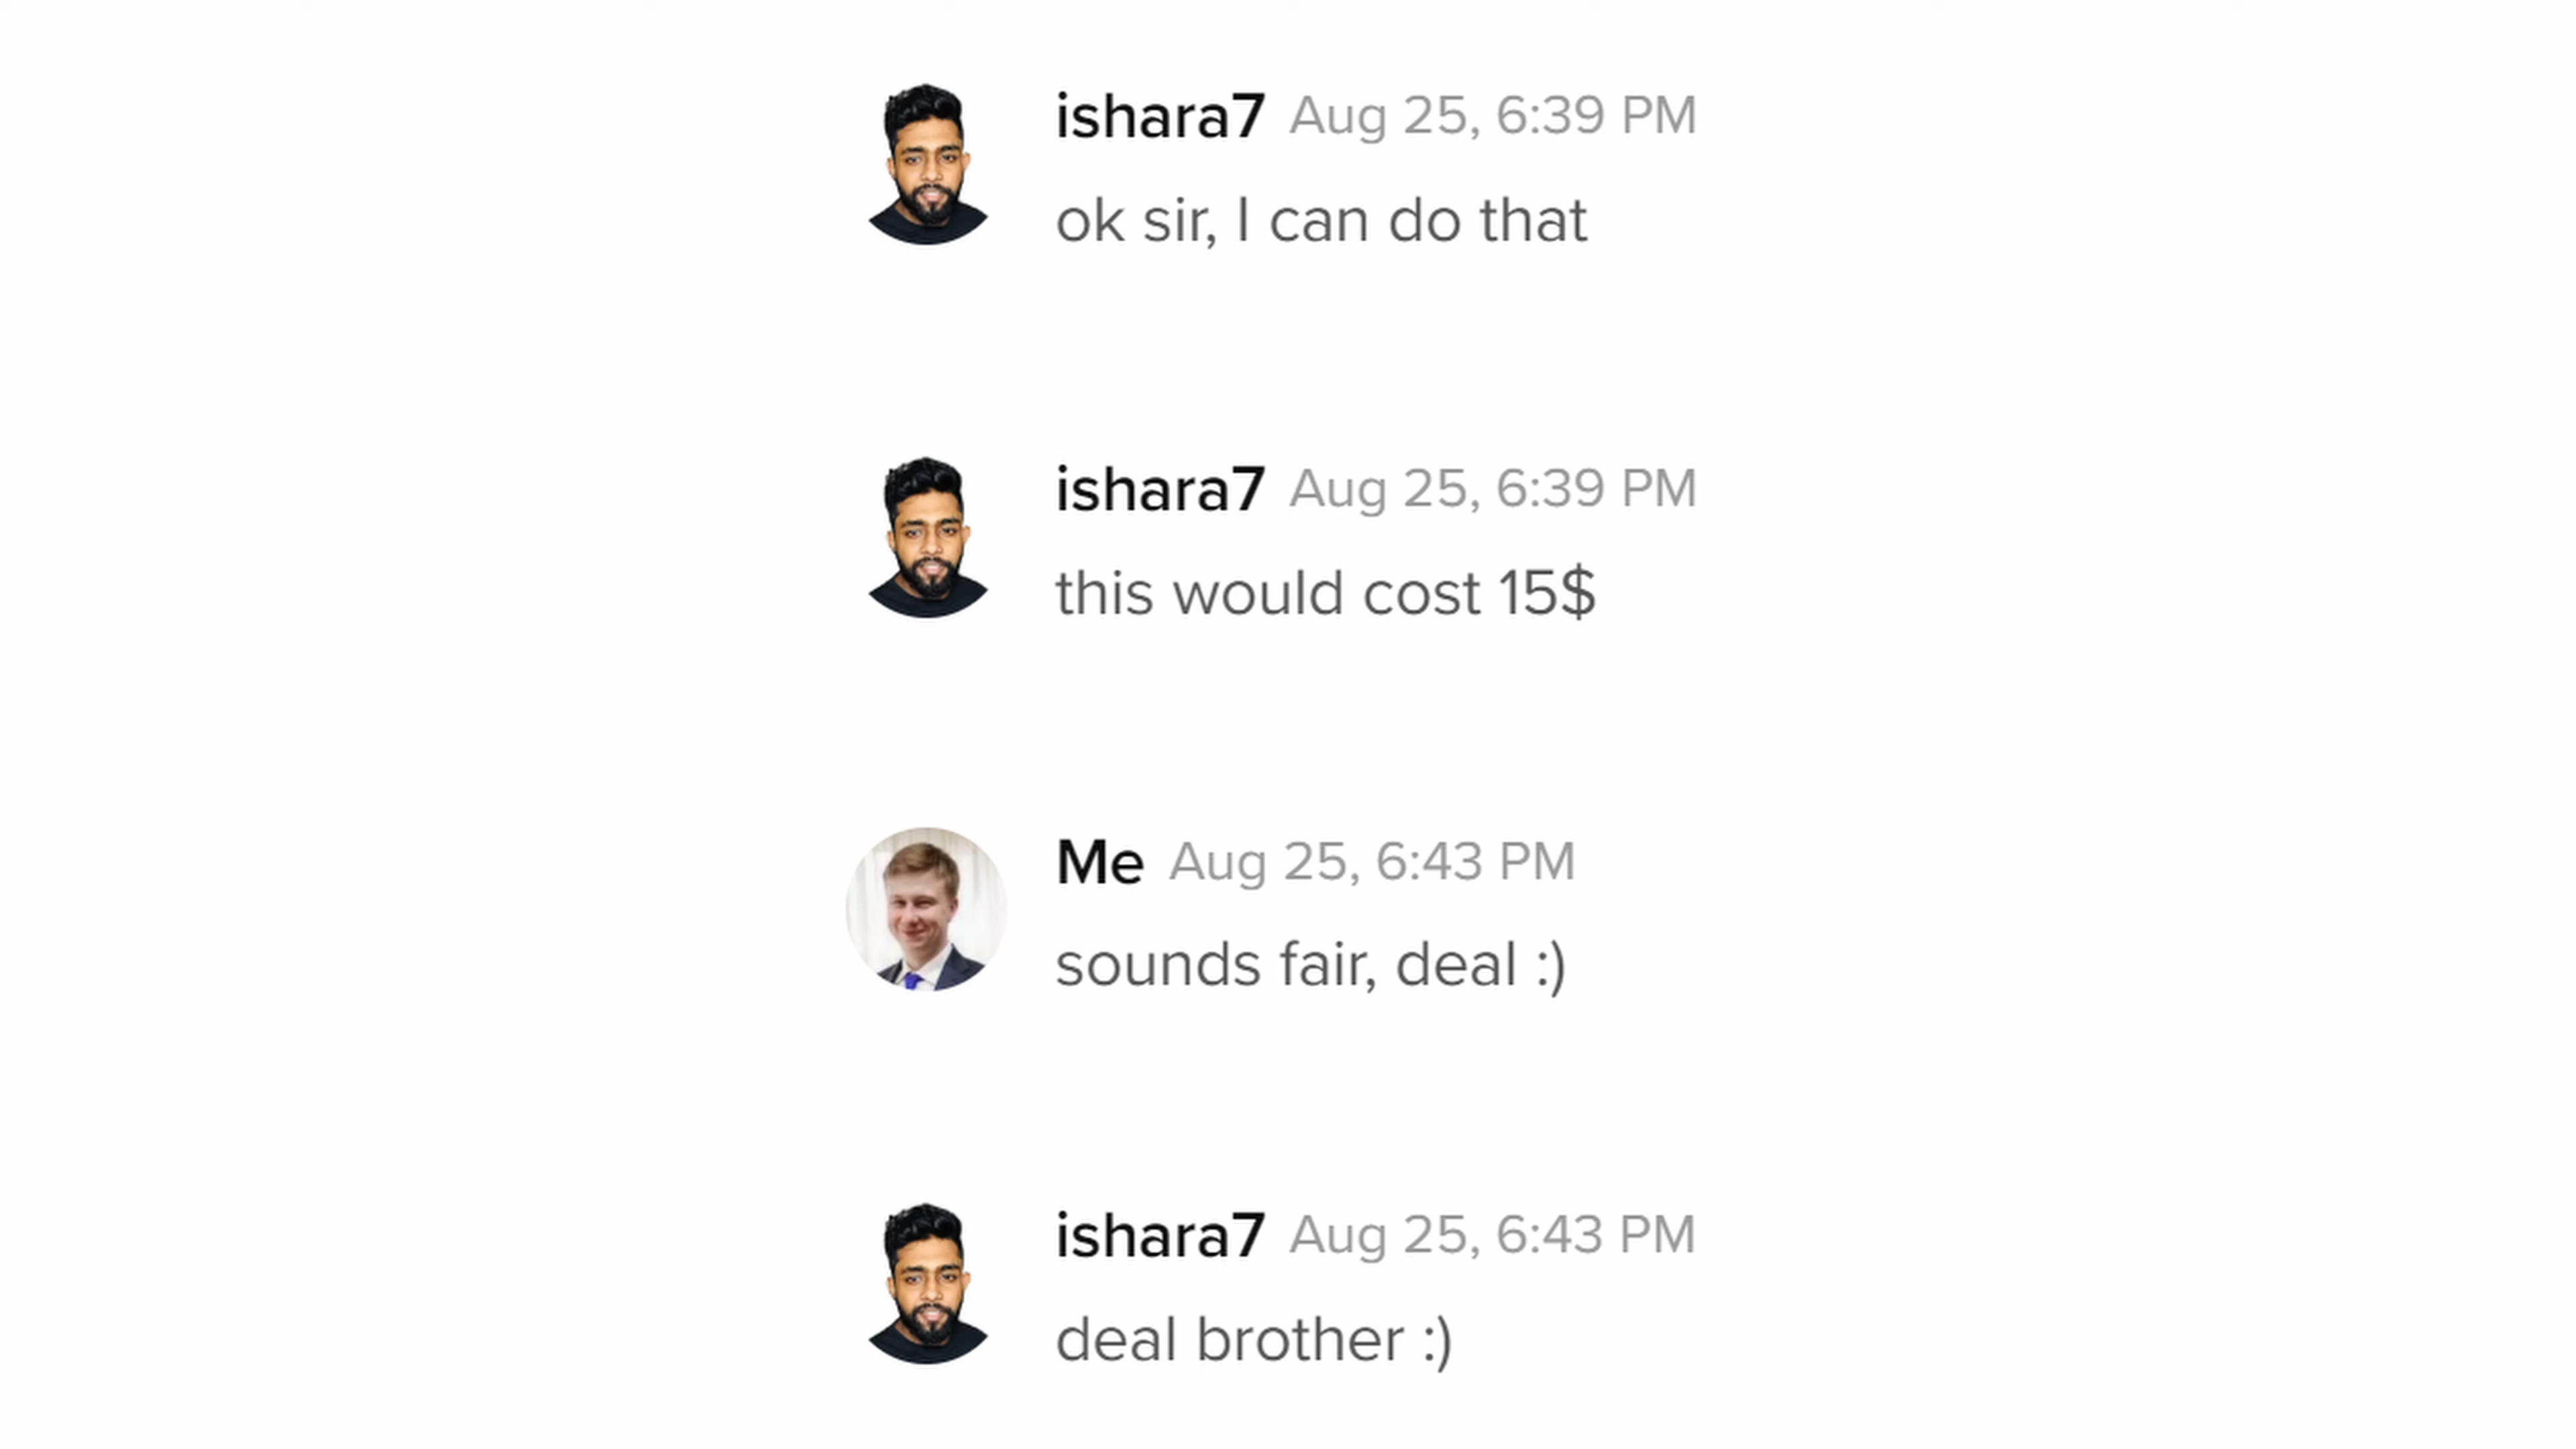 ishara7 Aug 25, 6:39 PM
ok sir, I can do that
ishara7 Aug 25, 6:39 PM
this would cost 15$
Me Aug 25, 6:43 PM
sounds fair, deal :)
ishara7 Aug 25, 6:43 PM
deal brother :)